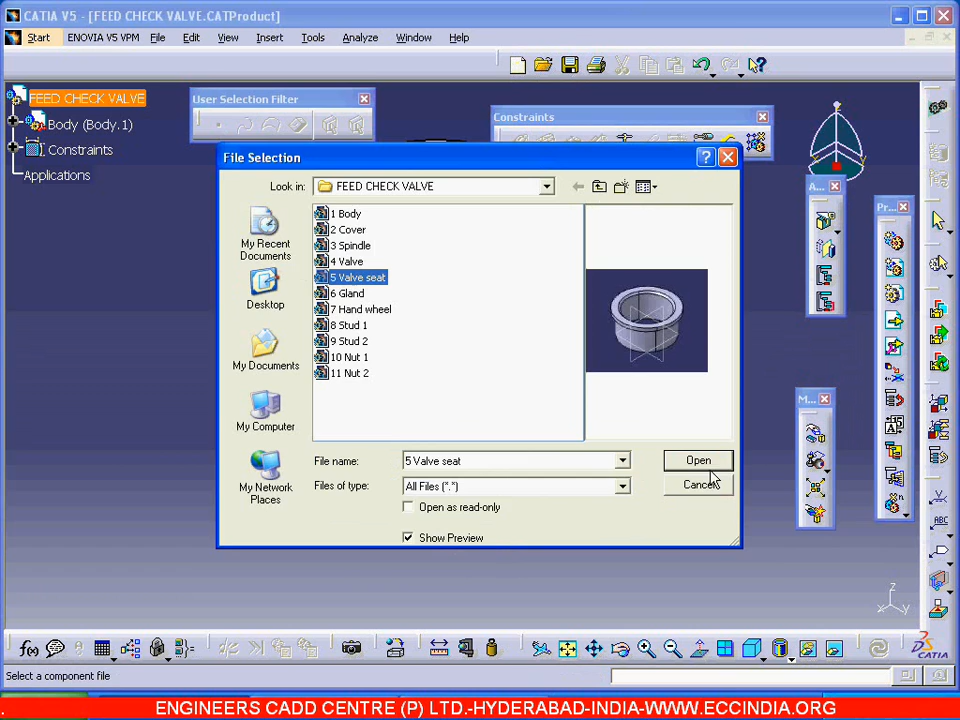 CATIA V5 - [FEED CHECK VALVE.CATProduct]
Start ENOVIA V5 VPM File Edit View Insert Tools Analyze Window Help
FEED CHECK VALVE
Body (Body.1)
Constraints
Applications
User Selection Filter
Constraints
File Selection
Look in: FEED CHECK VALVE
My Recent Documents
Desktop
My Documents
My Computer
My Network Places
1 Body
2 Cover
3 Spindle
4 Valve
5 Valve seat
6 Gland
7 Hand wheel
8 Stud 1
9 Stud 2
10 Nut 1
11 Nut 2
File name: 5 Valve seat Open
Files of type: All Files (*.*) Cancel
Open as read-only
Show Preview
A...
Pr...
M...
ABC
z
x y
f(x)
CATIA
Select a component file
ENGINEERS CADD CENTRE (P) LTD.-HYDERABAD-INDIA-WWW.ECCINDIA.ORG